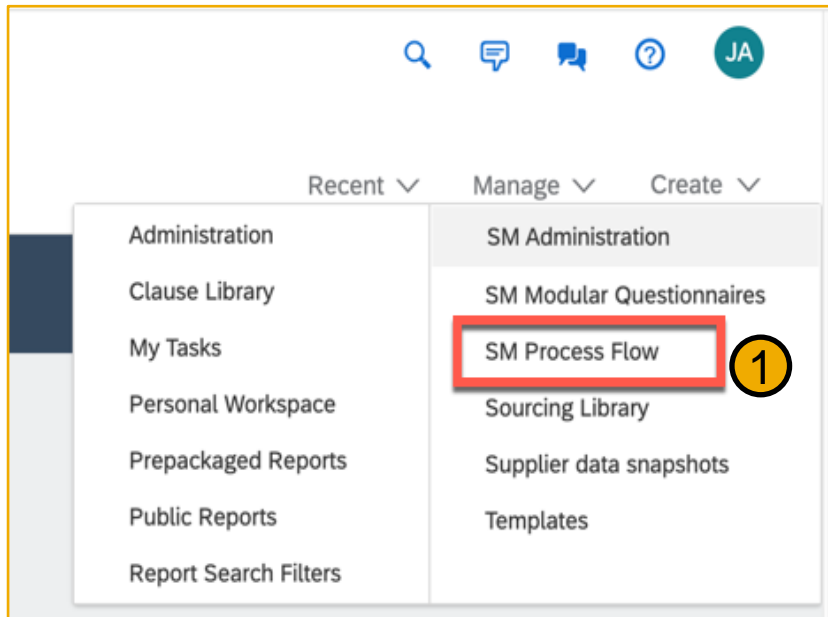 JA
Recent Manage Create
Administration
Clause Library
My Tasks
Personal Workspace
Prepackaged Reports
Public Reports
Report Search Filters
SM Administration
SM Modular Questionnaires
SM Process Flow
1
Sourcing Library
Supplier data snapshots
Templates